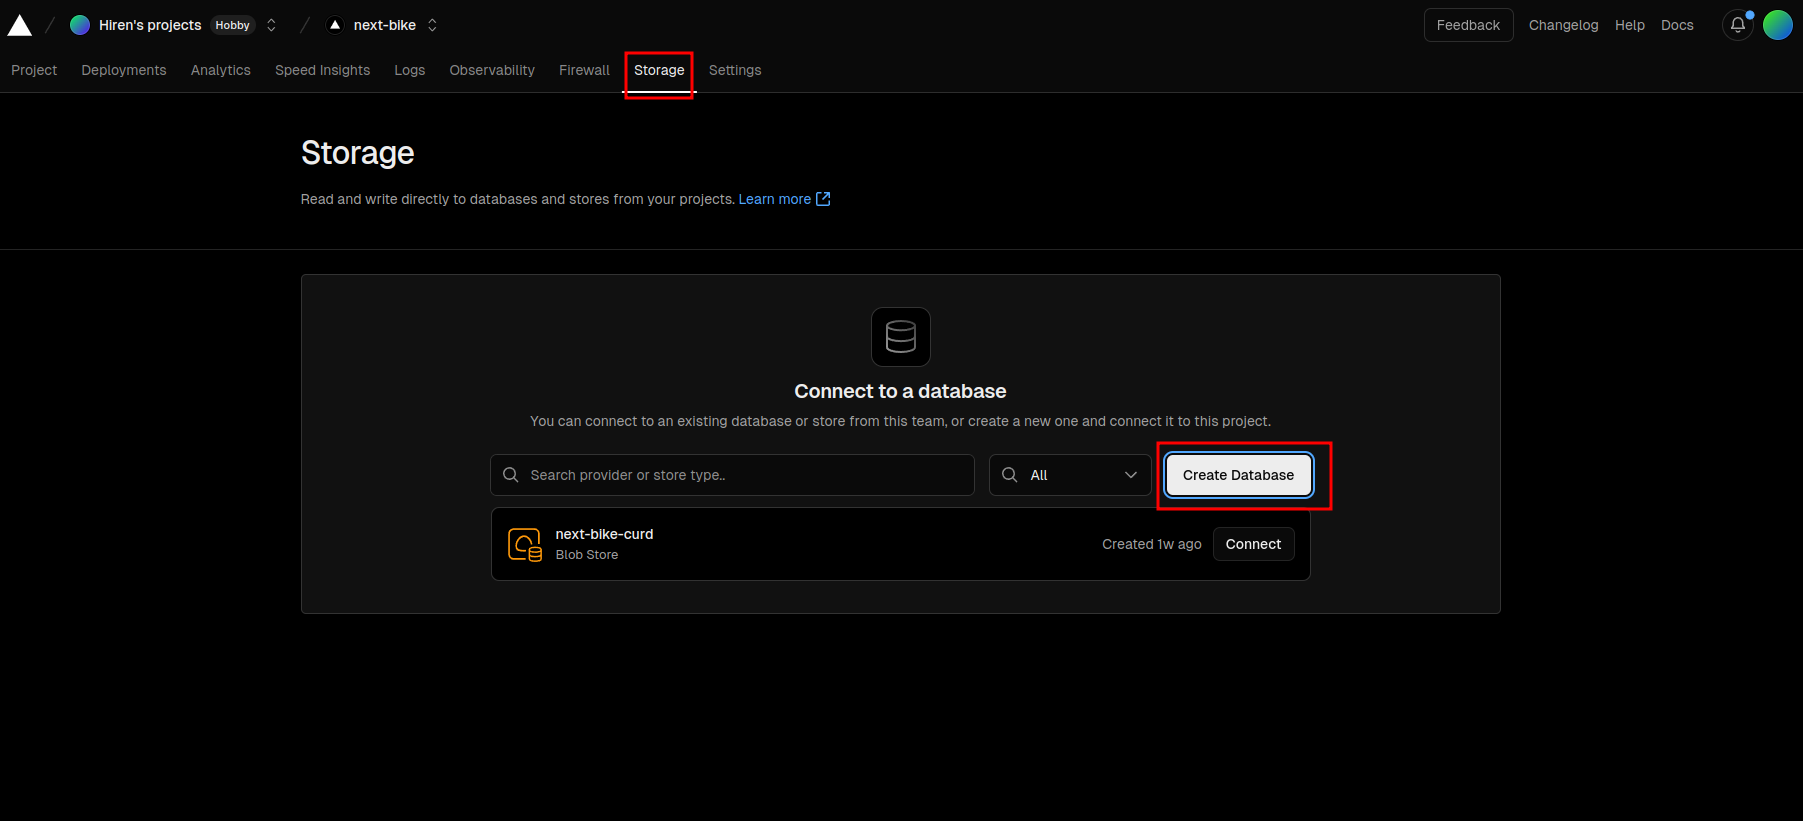 Hiren's projects Hobby next-bike Feedback Changelog Help Docs
Project Deployments Analytics Speed Insights Logs Observability Firewall Storage Settings
Storage
Read and write directly to databases and stores from your projects. Learn more
Connect to a database
You can connect to an existing database or store from this team, or create a new one and connect it to this project.
Search provider or store type.. All Create Database
next-bike-curd
Blob Store
Created 1w ago Connect